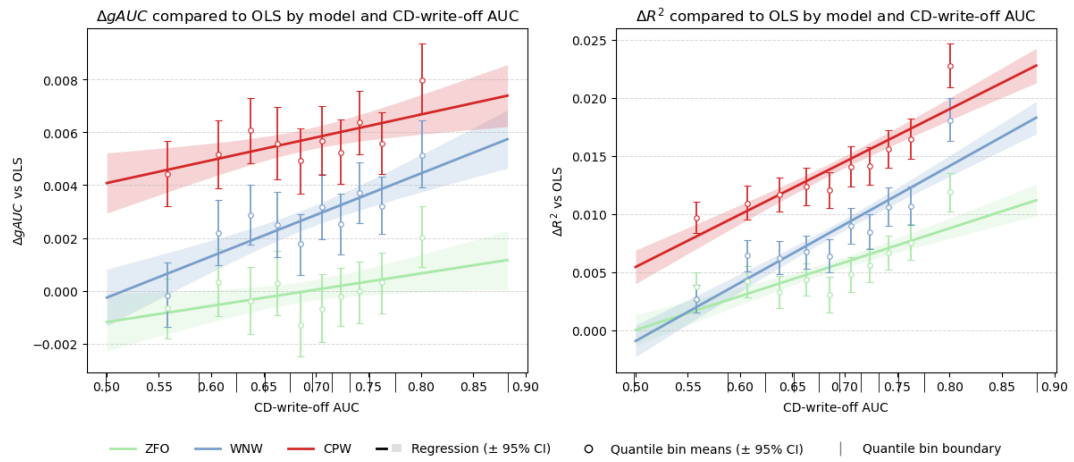 ΔgAUC compared to OLS by model and CD-write-off AUC
ΔgAUC vs OLS
0.008
0.006
0.004
0.002
0.000
−0.002
0.50 0.55 0.60 0.65 0.70 0.75 0.80 0.85 0.90
CD-write-off AUC
ΔR² compared to OLS by model and CD-write-off AUC
ΔR² vs OLS
0.025
0.020
0.015
0.010
0.005
0.000
0.50 0.55 0.60 0.65 0.70 0.75 0.80 0.85 0.90
CD-write-off AUC
ZFO WNW CPW Regression (± 95% CI) Quantile bin means (± 95% CI) Quantile bin boundary